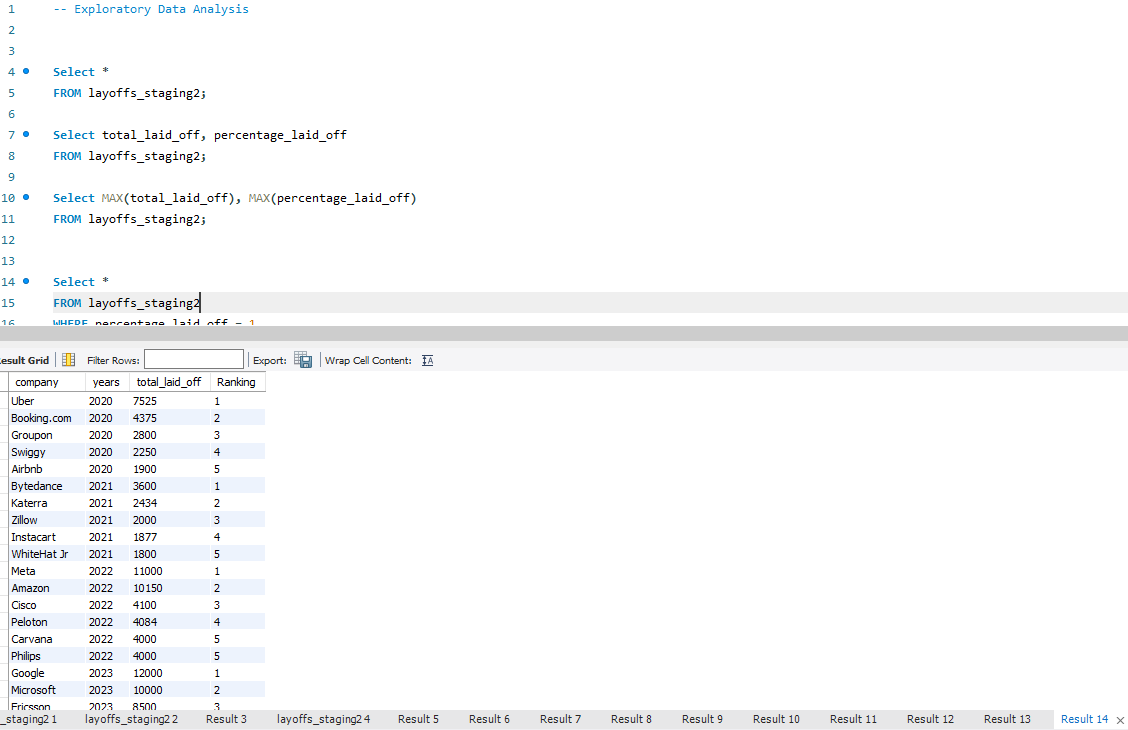 1 -- Exploratory Data Analysis
2
3
4 Select *
5 FROM layoffs_staging2;
6
7 Select total_laid_off, percentage_laid_off
8 FROM layoffs_staging2;
9
10 Select MAX(total_laid_off), MAX(percentage_laid_off)
11 FROM layoffs_staging2;
12
13
14 Select *
15 FROM layoffs_staging2
16 WHERE percentage_laid_off = 1
esult Grid Filter Rows: Export: Wrap Cell Content: IA
company years total_laid_off Ranking
Uber 2020 7525 1
Booking.com 2020 4375 2
Groupon 2020 2800 3
Swiggy 2020 2250 4
Airbnb 2020 1900 5
Bytedance 2021 3600 1
Katerra 2021 2434 2
Zillow 2021 2000 3
Instacart 2021 1877 4
WhiteHat Jr 2021 1800 5
Meta 2022 11000 1
Amazon 2022 10150 2
Cisco 2022 4100 3
Peloton 2022 4084 4
Carvana 2022 4000 5
Philips 2022 4000 5
Google 2023 12000 1
Microsoft 2023 10000 2
Ericsson 2023 8500 3
_staging2 1 layoffs_staging2 2 Result 3 layoffs_staging2 4 Result 5 Result 6 Result 7 Result 8 Result 9 Result 10 Result 11 Result 12 Result 13 Result 14 ×